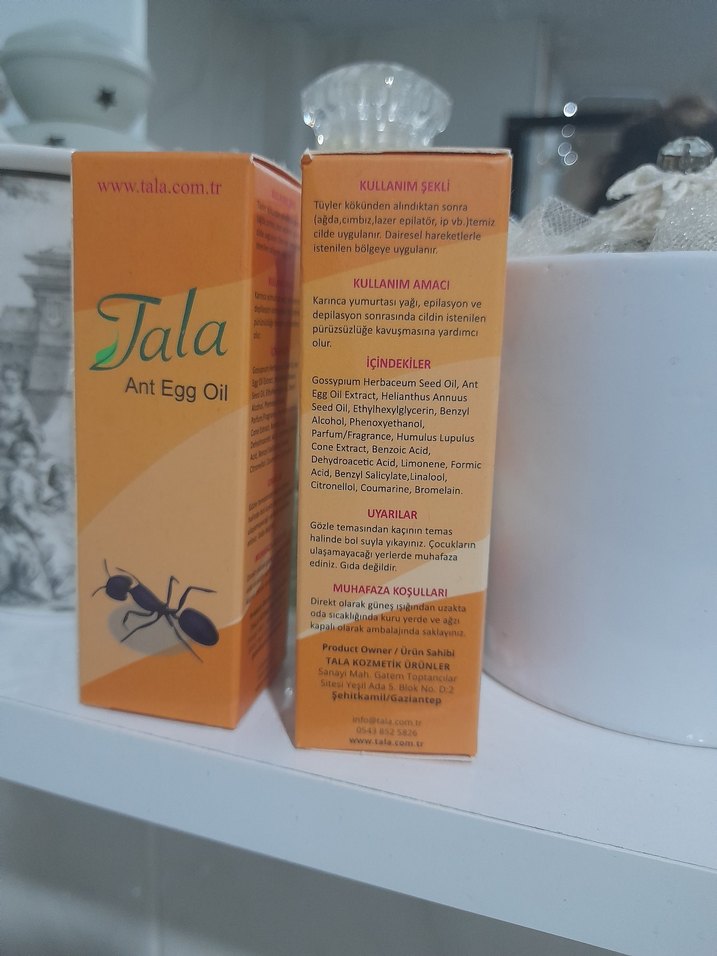 www.tala.com.tr
Tala
Ant Egg Oil
KULLANIM ŞEKLİ
Tüyler kökünden alındıktan sonra
(ağda,cımbız,lazer epilatör, ip vb.)temiz
cilde uygulanır. Dairesel hareketlerle
istenilen bölgeye uygulanır.
KULLANIM AMACI
Karınca yumurtası yağı, epilasyon ve
depilasyon sonrasında cildin istenilen
pürüzsüzlüğe kavuşmasına yardımcı
olur.
İÇİNDEKİLER
Gossypium Herbaceum Seed Oil, Ant
Egg Oil Extract, Helianthus Annuus
Seed Oil, Ethylhexylglycerin, Benzyl
Alcohol, Phenoxyethanol,
Parfum/Fragrance, Humulus Lupulus
Cone Extract, Benzoic Acid,
Dehydroacetic Acid, Limonene, Formic
Acid, Benzyl Salicylate,Linalool,
Citronellol, Coumarine, Bromelain.
UYARILAR
Gözle temasından kaçının temas
halinde bol suyla yıkayınız. Çocukların
ulaşamayacağı yerlerde muhafaza
ediniz. Gıda değildir.
MUHAFAZA KOŞULLARI
Direkt olarak güneş ışığından uzakta
oda sıcaklığında kuru yerde ve ağzı
kapalı olarak ambalajında saklayınız.
Product Owner / Ürün Sahibi
TALA KOZMETİK ÜRÜNLER
Sanayi Mah. Gatem Toptancılar
Sitesi Yeşil Ada 5. Blok No. D:2
Şehitkamil/Gaziantep
info@tala.com.tr
0543 852 5826
www.tala.com.tr